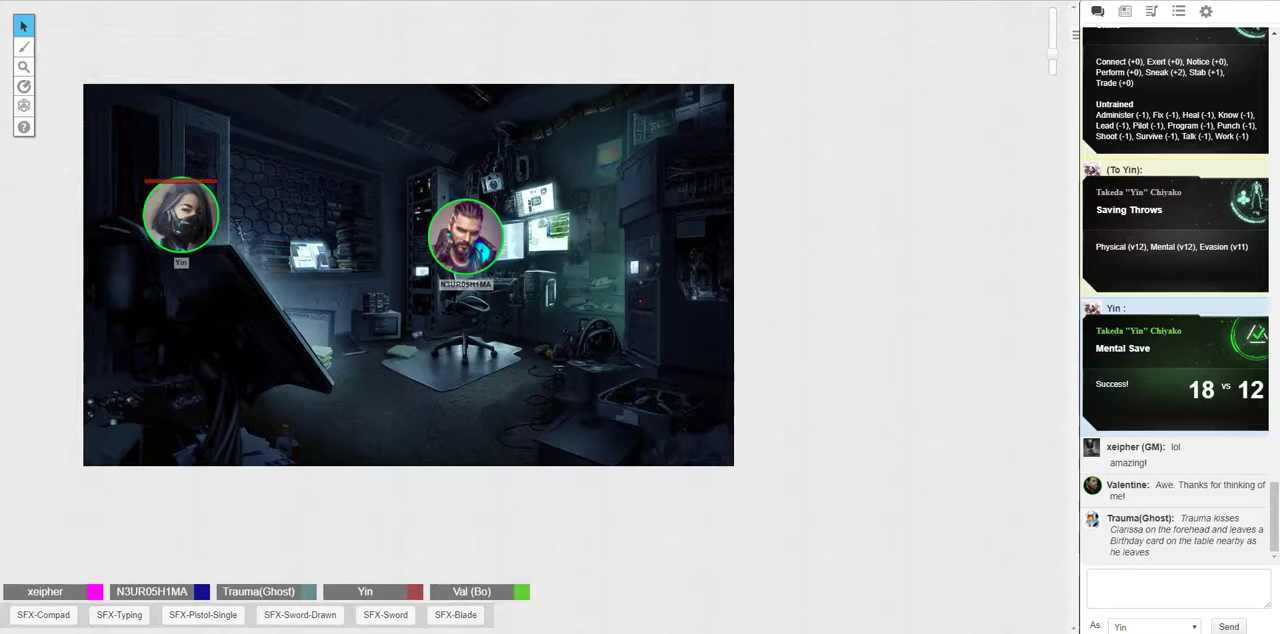 Connect (+0), Exert (+0), Notice (+0),
Perform (+0), Sneak (+2), Stab (+1),
Trade (+0)
Untrained
Administer (-1), Fix (-1), Heal (-1), Know (-1),
Lead (-1), Pilot (-1), Program (-1), Punch (-1),
Shoot (-1), Survive (-1), Talk (-1), Work (-1)
(To Yin):
Takeda "Yin" Chiyako
Saving Throws
Physical (v12), Mental (v12), Evasion (v11)
Yin :
Takeda "Yin" Chiyako
Mental Save
Success!
18 vs 12
xeipher (GM): lol
amazing!
Valentine: Awe. Thanks for thinking of
me!
Trauma(Ghost): Trauma kisses
Clarissa on the forehead and leaves a
Birthday card on the table nearby as
he leaves
As:
Yin
Send
Yin
N3UR05H1MA
xeipher
N3UR05H1MA
Trauma(Ghost)
Yin
Val (Bo)
SFX-Compad
SFX-Typing
SFX-Pistol-Single
SFX-Sword-Drawn
SFX-Sword
SFX-Blade